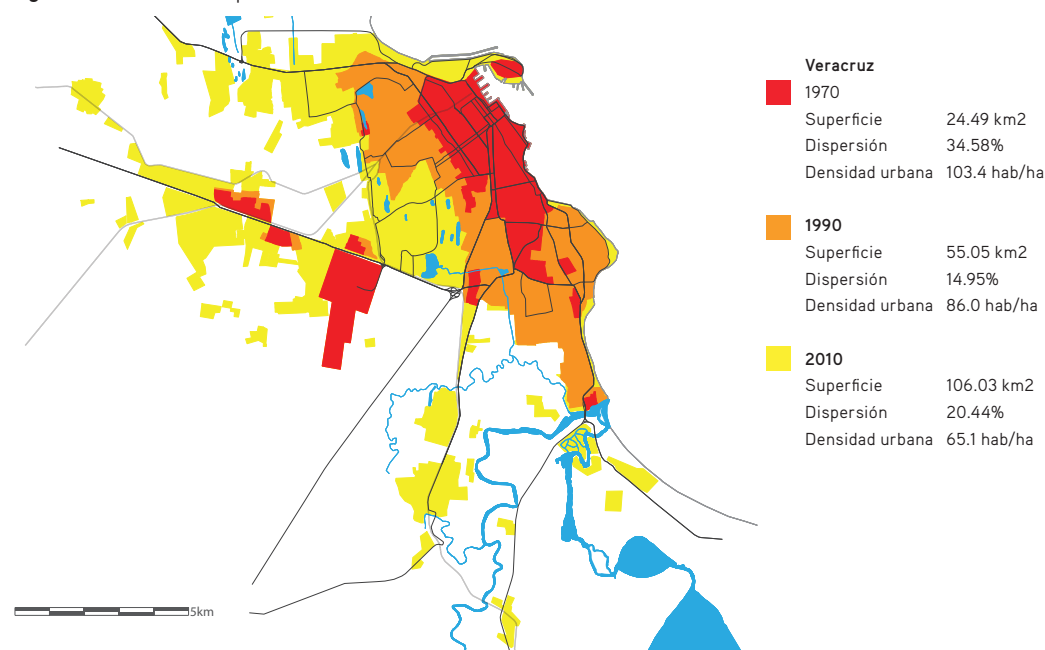 Veracruz
1970
Superficie 24.49 km2
Dispersión 34.58%
Densidad urbana 103.4 hab/ha
1990
Superficie 55.05 km2
Dispersión 14.95%
Densidad urbana 86.0 hab/ha
2010
Superficie 106.03 km2
Dispersión 20.44%
Densidad urbana 65.1 hab/ha
5km